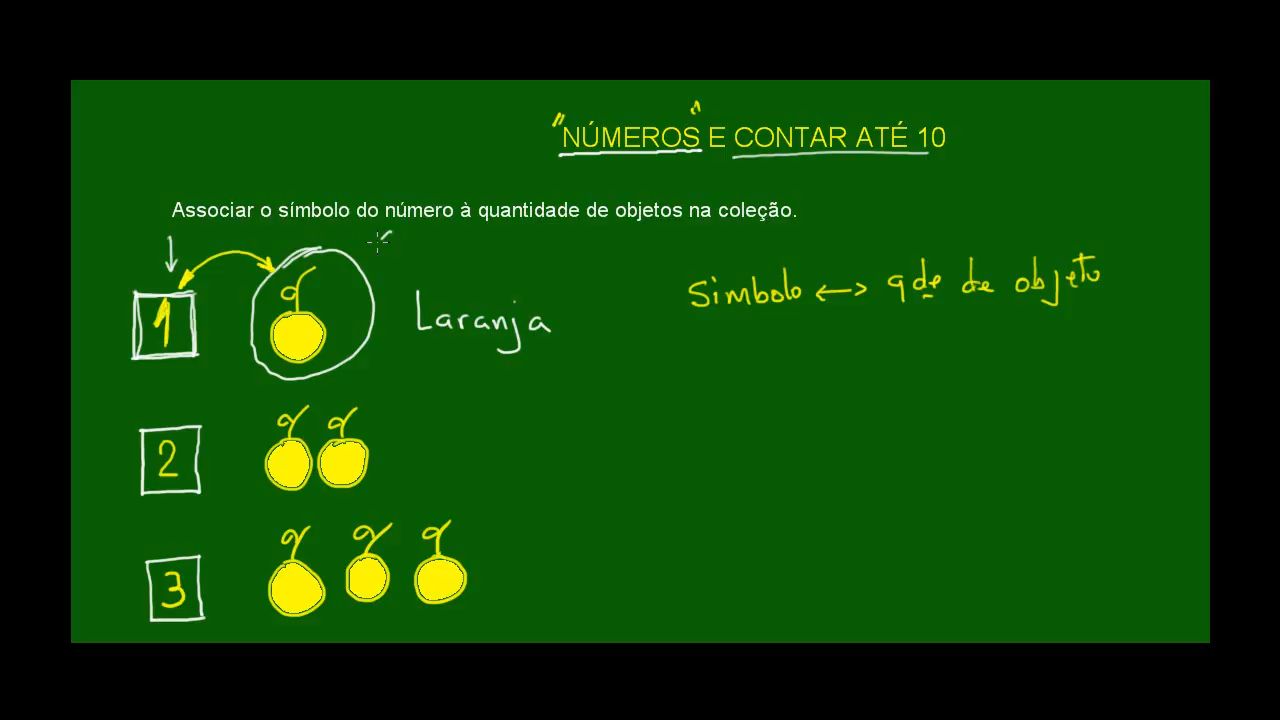 "NÚMEROS" E CONTAR ATÉ 10
Associar o símbolo do número à quantidade de objetos na coleção.
1
Laranja
Simbolo ↔ qde de objeto
2
3